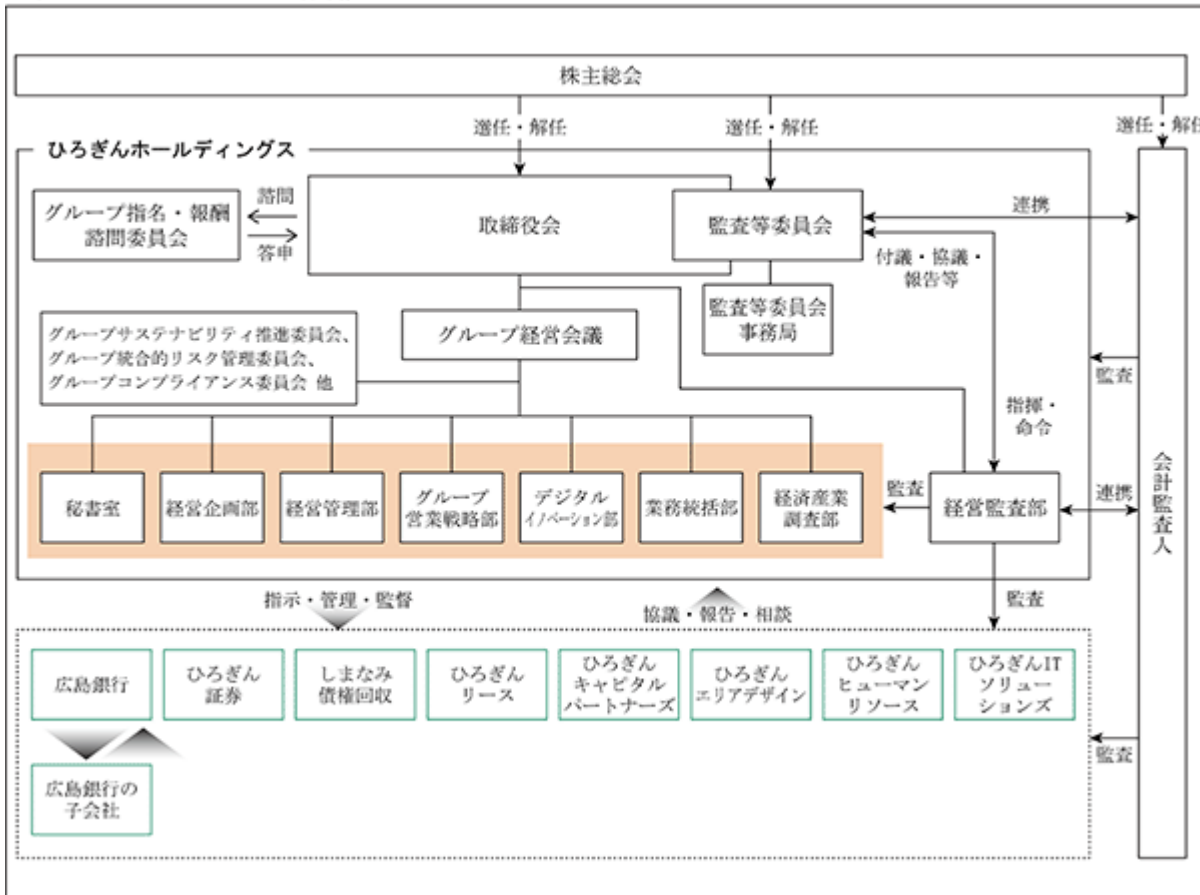 株主総会
選任・解任
選任・解任
選任・解任
ひろぎんホールディングス
グループ指名・報酬
諮問委員会
諮問
答申
取締役会
監査等委員会
連携
付議・協議・
報告等
監査等委員会
事務局
グループ経営会議
グループサステナビリティ推進委員会、
グループ統合的リスク管理委員会、
グループコンプライアンス委員会 他
監査
指揮・
命令
秘書室
経営企画部
経営管理部
グループ
営業戦略部
デジタル
イノベーション部
業務統括部
経済産業
調査部
監査
経営監査部
連携
会計監査人
指示・管理・監督
協議・報告・相談
監査
広島銀行
ひろぎん
証券
しまなみ
債権回収
ひろぎん
リース
ひろぎん
キャピタル
パートナーズ
ひろぎん
エリアデザイン
ひろぎん
ヒューマン
リソース
ひろぎんIT
ソリュー
ションズ
監査
広島銀行の
子会社